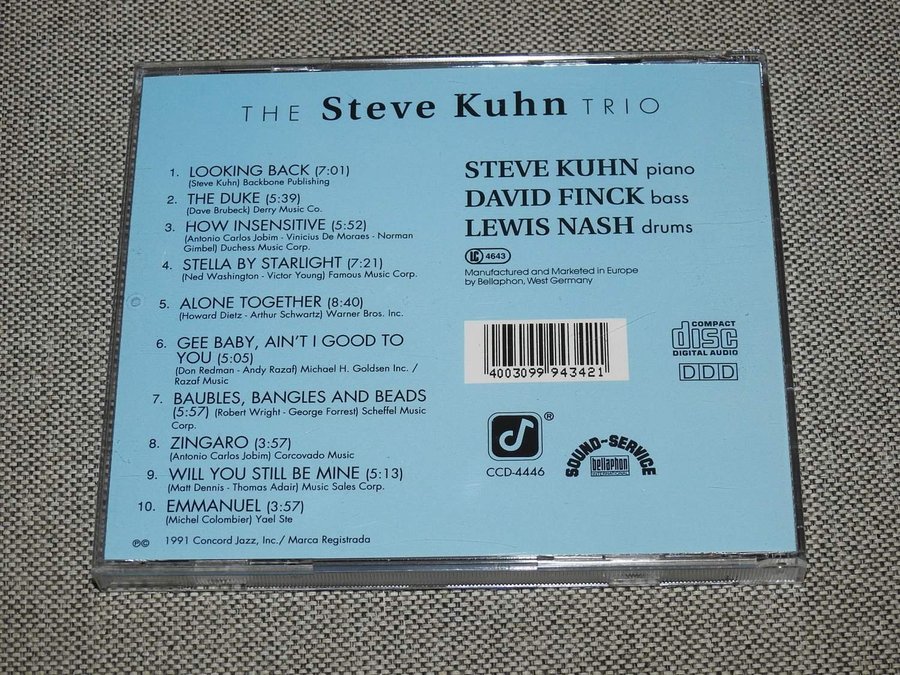 THE Steve Kuhn TRIO
1. LOOKING BACK (7:01)
(Steve Kuhn) Backbone Publishing
2. THE DUKE (5:39)
(Dave Brubeck) Derry Music Co.
3. HOW INSENSITIVE (5:52)
(Antonio Carlos Jobim - Vinicius De Moraes - Norman
Gimbel) Duchess Music Corp.
4. STELLA BY STARLIGHT (7:21)
(Ned Washington - Victor Young) Famous Music Corp.
5. ALONE TOGETHER (8:40)
(Howard Dietz - Arthur Schwartz) Warner Bros. Inc.
6. GEE BABY, AIN'T I GOOD TO
YOU (5:05)
(Don Redman - Andy Razaf) Michael H. Goldsen Inc. /
Razaf Music
7. BAUBLES, BANGLES AND BEADS
(5:57) (Robert Wright - George Forrest) Scheffel Music
Corp.
8. ZINGARO (3:57)
(Antonio Carlos Jobim) Corcovado Music
9. WILL YOU STILL BE MINE (5:13)
(Matt Dennis - Thomas Adair) Music Sales Corp.
10. EMMANUEL (3:57)
(Michel Colombier) Yael Ste
℗© 1991 Concord Jazz, Inc./ Marca Registrada
STEVE KUHN piano
DAVID FINCK bass
LEWIS NASH drums
LC 4643
Manufactured and Marketed in Europe
by Bellaphon, West Germany
4003099 943421
COMPACT
disc
DIGITAL AUDIO
DDD
®
CCD-4446
SOUND-SERVICE
bellaphon
INTERNATIONAL